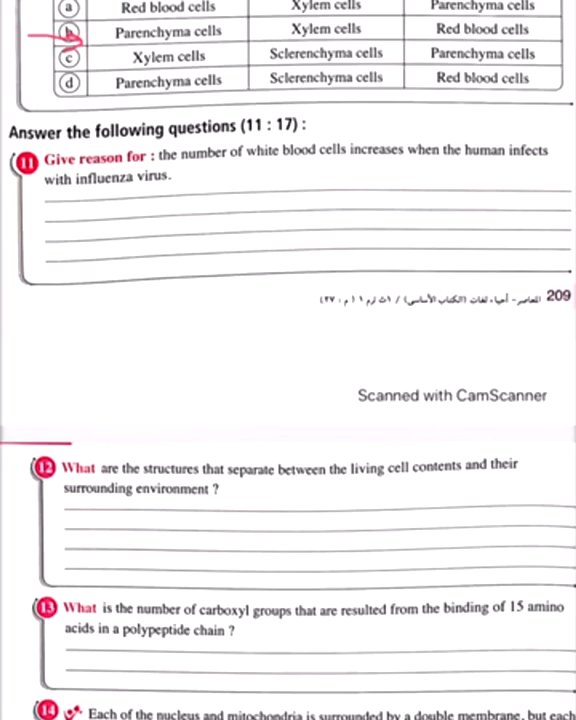 a Red blood cells Xylem cells Parenchyma cells
b Parenchyma cells Xylem cells Red blood cells
c Xylem cells Sclerenchyma cells Parenchyma cells
d Parenchyma cells Sclerenchyma cells Red blood cells
Answer the following questions (11 : 17) :
11 Give reason for : the number of white blood cells increases when the human infects
with influenza virus.
209
Scanned with CamScanner
12 What are the structures that separate between the living cell contents and their
surrounding environment ?
13 What is the number of carboxyl groups that are resulted from the binding of 15 amino
acids in a polypeptide chain ?
14 Each of the nucleus and mitochondria is surrounded by a double membrane, but each